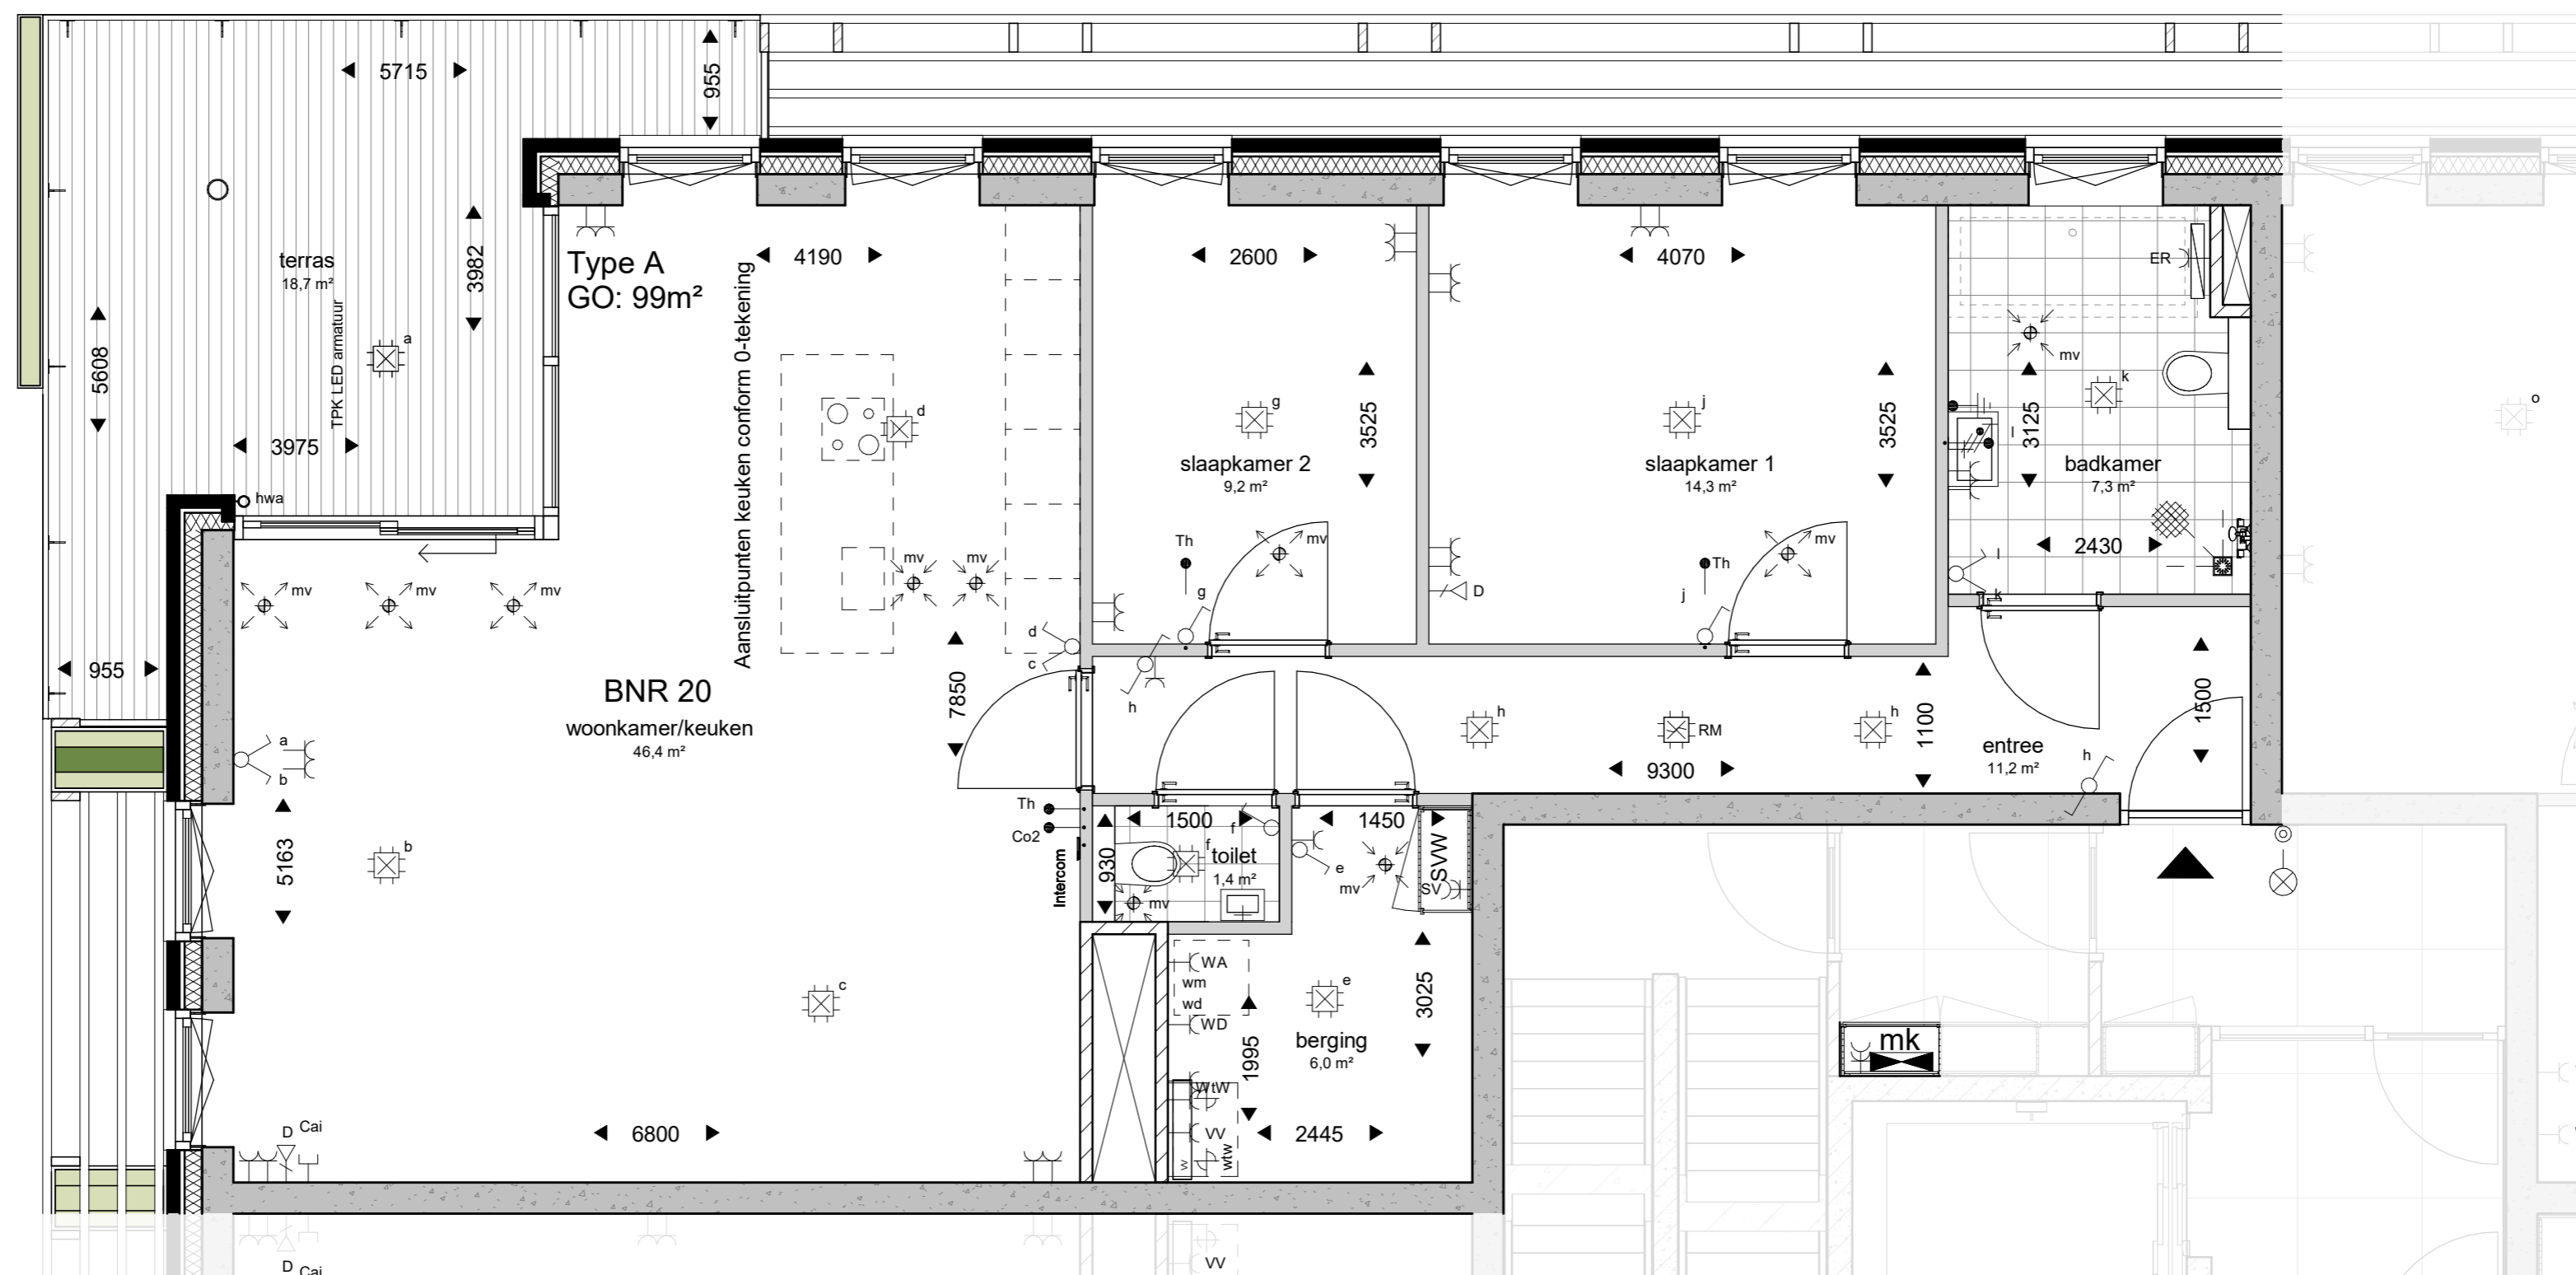 5715
955
terras
18,7 m²
3982
5608
TPK LED armatuur
a
3975
hwa
955
Type A
GO: 99m²
4190
Aansluitpunten keuken conform 0-tekening
d
mv
mv
mv
mv
mv
BNR 20
woonkamer/keuken
46,4 m²
7850
d
c
a
b
5163
b
c
6800
D
Cai
2600
g
3525
slaapkamer 2
9,2 m²
Th
g
mv
h
4070
j
3525
slaapkamer 1
14,3 m²
Th
j
mv
D
ER
mv
k
l
3125
badkamer
7,3 m²
2430
l
k
h
RM
h
9300
1100
entree
11,2 m²
h
1500
Th
Co2
Intercom
1500
f
f
930
toilet
1,4 m²
mv
1450
e
mv
SVW
SV
WA
wm
wd
WD
1995
e
3025
berging
6,0 m²
WtW
VV
wtw
w
2445
mk
o
D
Cai
VV